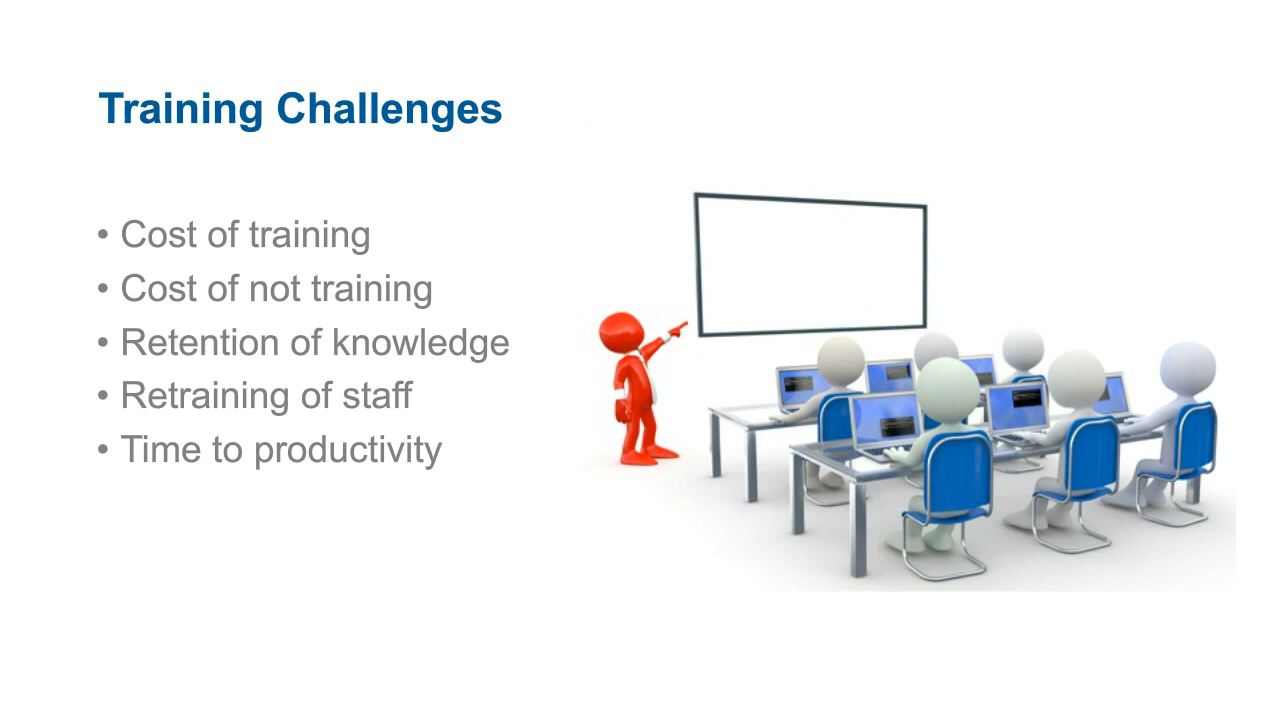 Training Challenges
• Cost of training
• Cost of not training
• Retention of knowledge
• Retraining of staff
• Time to productivity